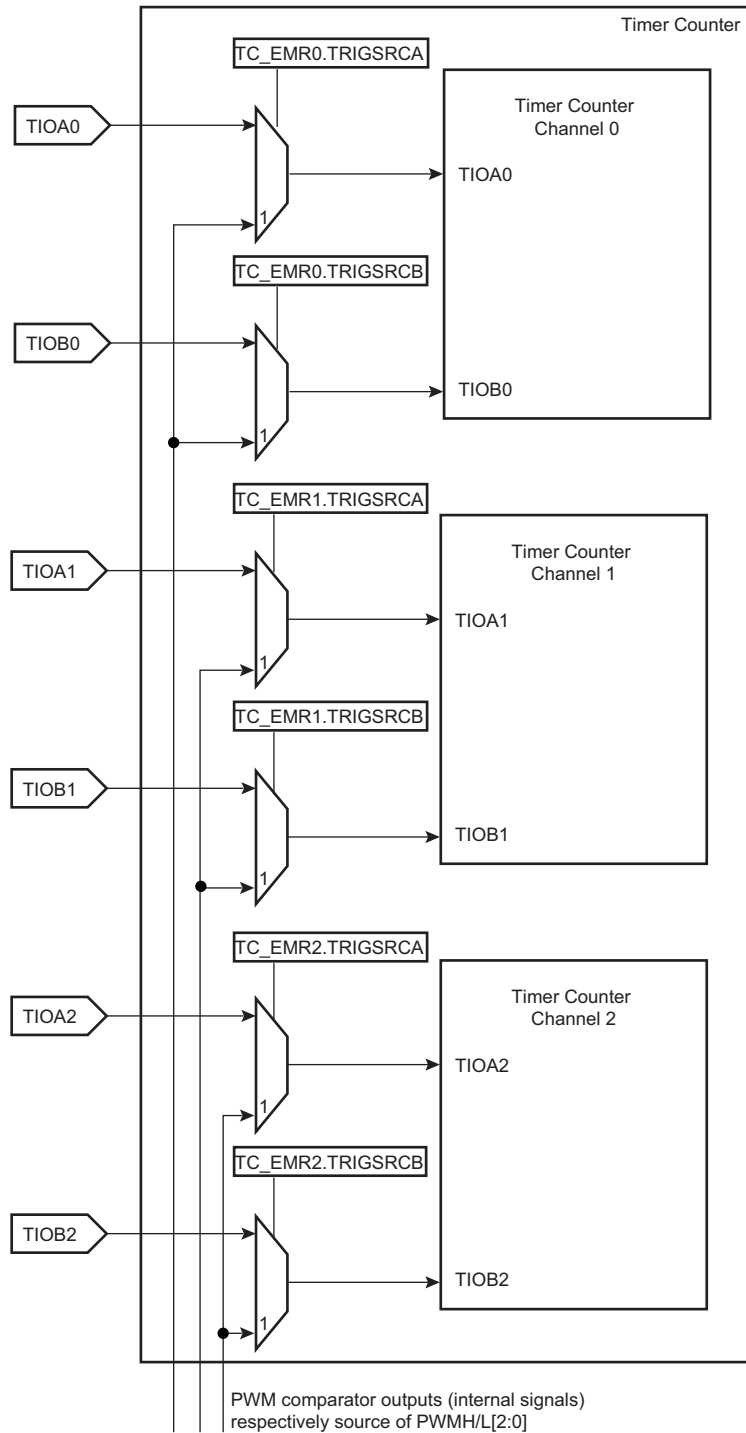 Timer Counter
TC_EMR0.TRIGSRCA
TIOA0
Timer Counter
Channel 0
TIOA0
1
TC_EMR0.TRIGSRCB
TIOB0
TIOB0
1
TC_EMR1.TRIGSRCA
TIOA1
Timer Counter
Channel 1
TIOA1
1
TC_EMR1.TRIGSRCB
TIOB1
TIOB1
1
TC_EMR2.TRIGSRCA
TIOA2
Timer Counter
Channel 2
TIOA2
1
TC_EMR2.TRIGSRCB
TIOB2
TIOB2
1
PWM comparator outputs (internal signals)
respectively source of PWMH/L[2:0]